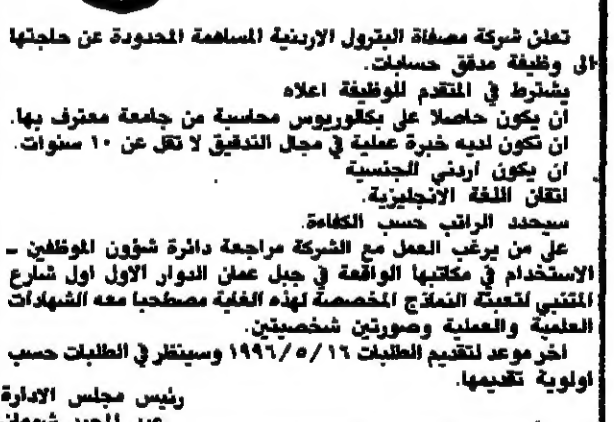 تعلن شركة مصفاة البترول الاردنية المساهمة المحدودة عن حاجتها
الى وظيفة مدقق حسابات.
يشترط في المتقدم للوظيفة اعلاه
ان يكون حاصلا على بكالوريوس محاسبة من جامعة معترف بها.
ان تكون لديه خبرة عملية في مجال التدقيق لا تقل عن ١٠ سنوات.
ان يكون اردني الجنسية
اتقان اللغة الانجليزية.
سيحدد الراتب حسب الكفاءة.
على من يرغب العمل مع الشركة مراجعة دائرة شؤون الموظفين ــ
الاستخدام في مكاتبها الواقعة في جبل عمان الدوار الاول اول شارع
المتنبي لتعبئة النماذج المخصصة لهذه الغاية مصطحبا معه الشهادات
العلمية والعملية وصورتين شخصيتين.
اخر موعد لتقديم الطلبات ١٩٩٦/٥/١٦ وسينظر في الطلبات حسب
اولوية تقديمها.
رئيس مجلس الادارة
عبد المجيد شومان